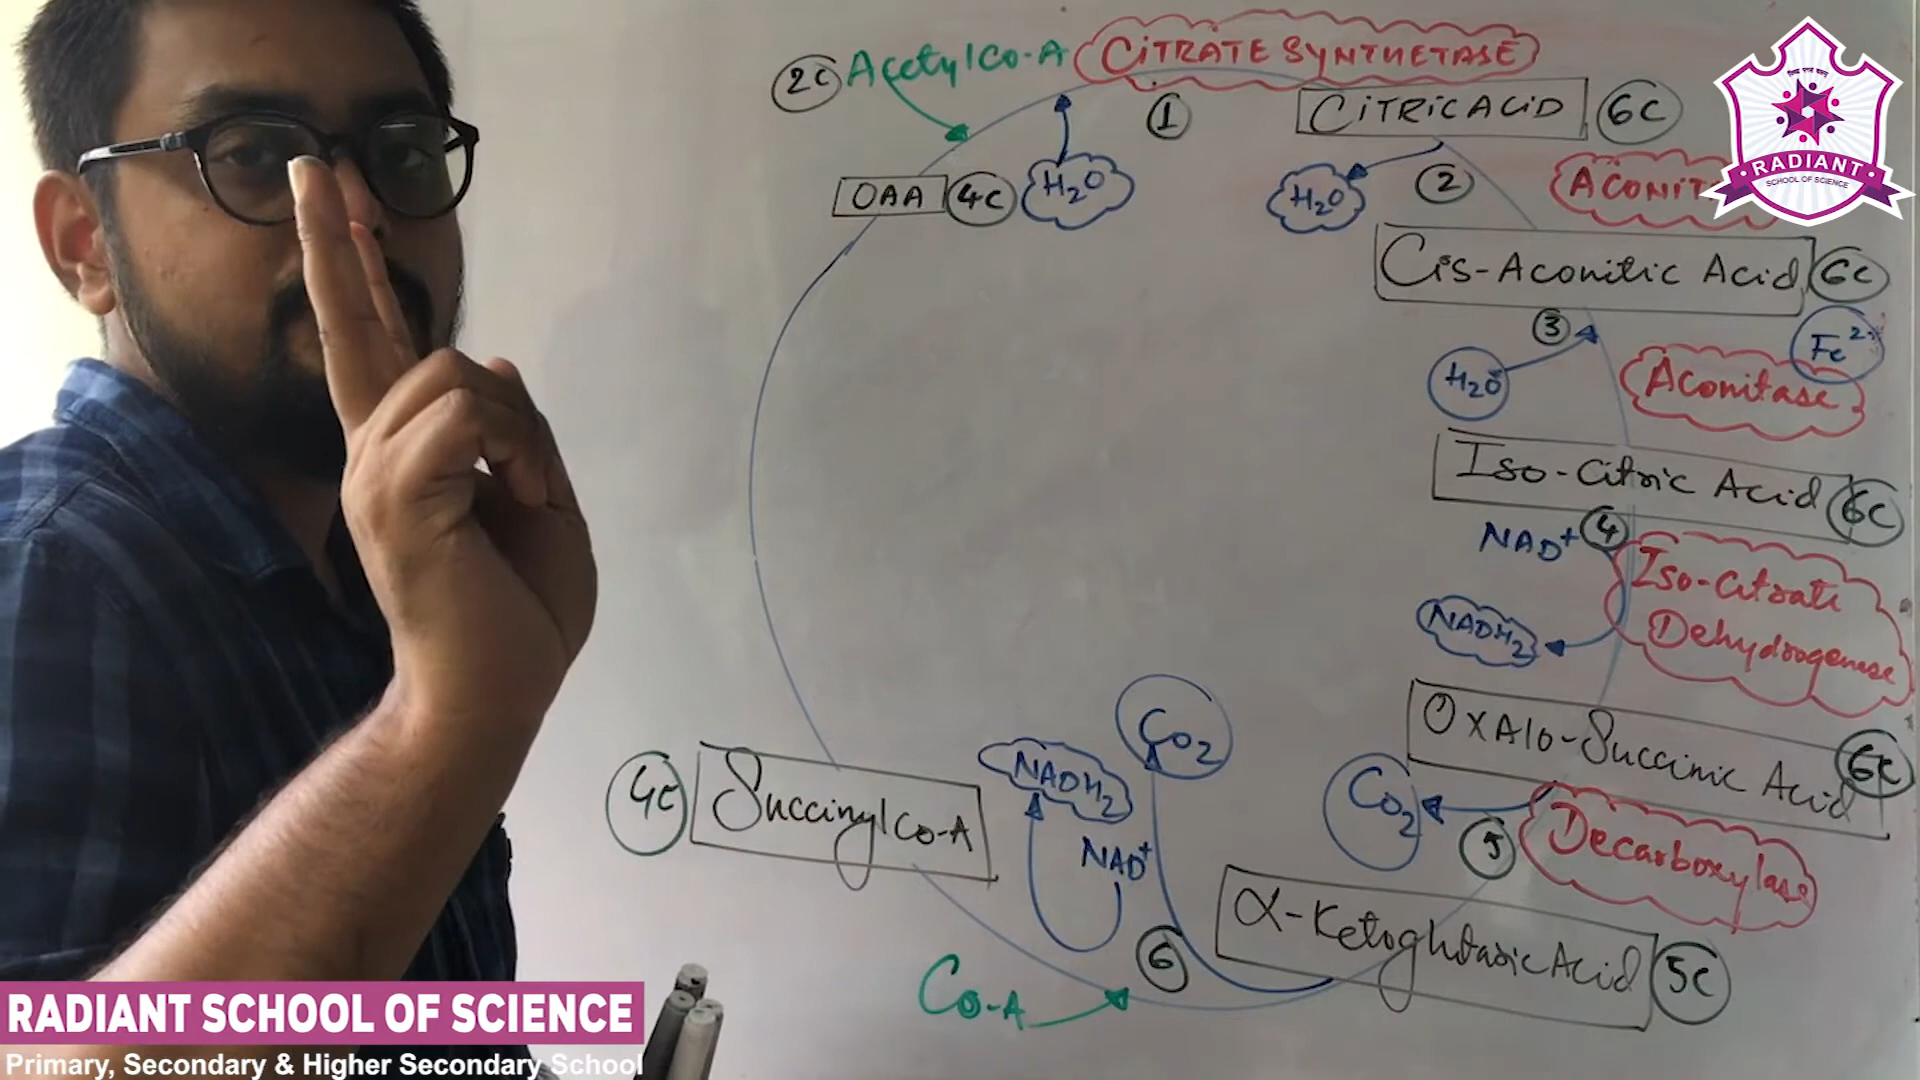 2C Acetyl Co-A CITRATE SYNTHETASE
1
CITRIC ACID 6C
RADIANT
SCHOOL OF SCIENCE
OAA 4C H2O
H2O
2
Cis-Aconitic Acid 6C
3
Fe2+
H2O
Aconitase
Iso-Citric Acid 6C
NAD+ 4
Iso-Citrate
Dehydrogenase
NADH2
OxAlo-Succinic Acid 6C
CO2
NADH2
CO2
5
Decarboxylase
4C Succinyl Co-A
NAD+
α-Ketoglutaric Acid 5C
6
Co-A
RADIANT SCHOOL OF SCIENCE
Primary, Secondary & Higher Secondary School